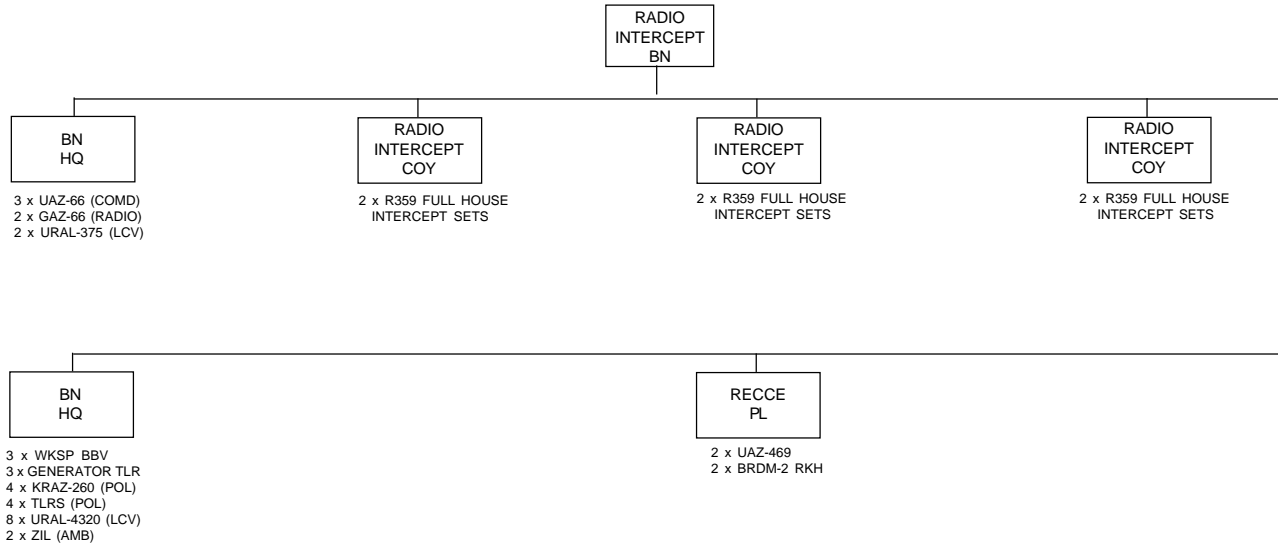 RADIO
INTERCEPT
BN
BN
HQ
3 x UAZ-66 (COMD)
2 x GAZ-66 (RADIO)
2 x URAL-375 (LCV)
RADIO
INTERCEPT
COY
2 x R359 FULL HOUSE
INTERCEPT SETS
RADIO
INTERCEPT
COY
2 x R359 FULL HOUSE
INTERCEPT SETS
RADIO
INTERCEPT
COY
2 x R359 FULL HOUSE
INTERCEPT SETS
BN
HQ
3 x WKSP BBV
3 x GENERATOR TLR
4 x KRAZ-260 (POL)
4 x TLRS (POL)
8 x URAL-4320 (LCV)
2 x ZIL (AMB)
RECCE
PL
2 x UAZ-469
2 x BRDM-2 RKH